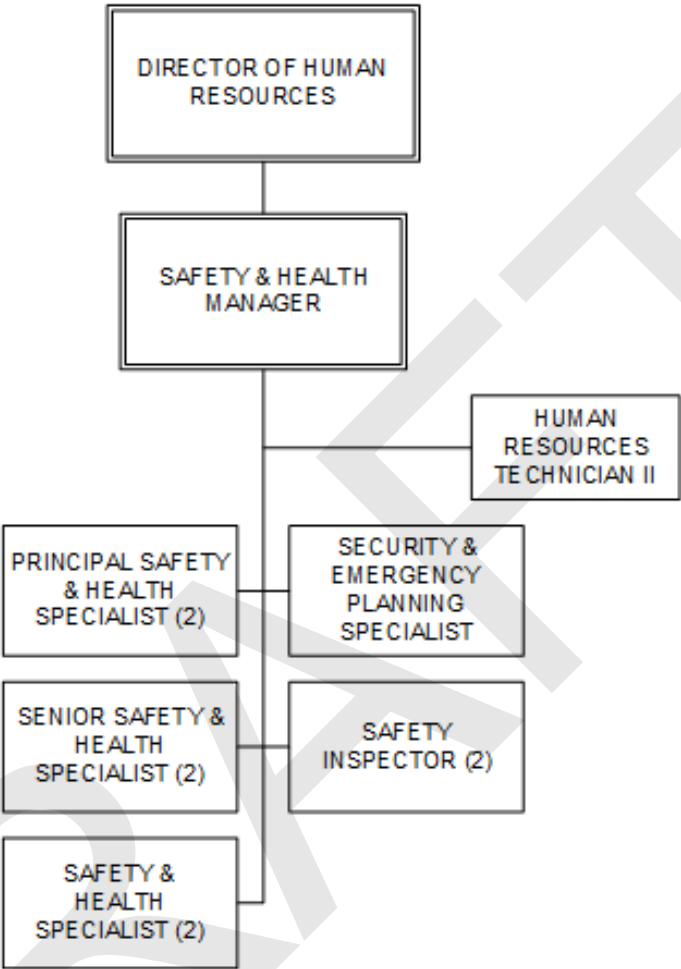 DIRECTOR OF HUMAN
RESOURCES
SAFETY & HEALTH
MANAGER
HUMAN
RESOURCES
TECHNICIAN II
PRINCIPAL SAFETY
& HEALTH
SPECIALIST (2)
SECURITY &
EMERGENCY
PLANNING
SPECIALIST
SENIOR SAFETY &
HEALTH
SPECIALIST (2)
SAFETY
INSPECTOR (2)
SAFETY &
HEALTH
SPECIALIST (2)